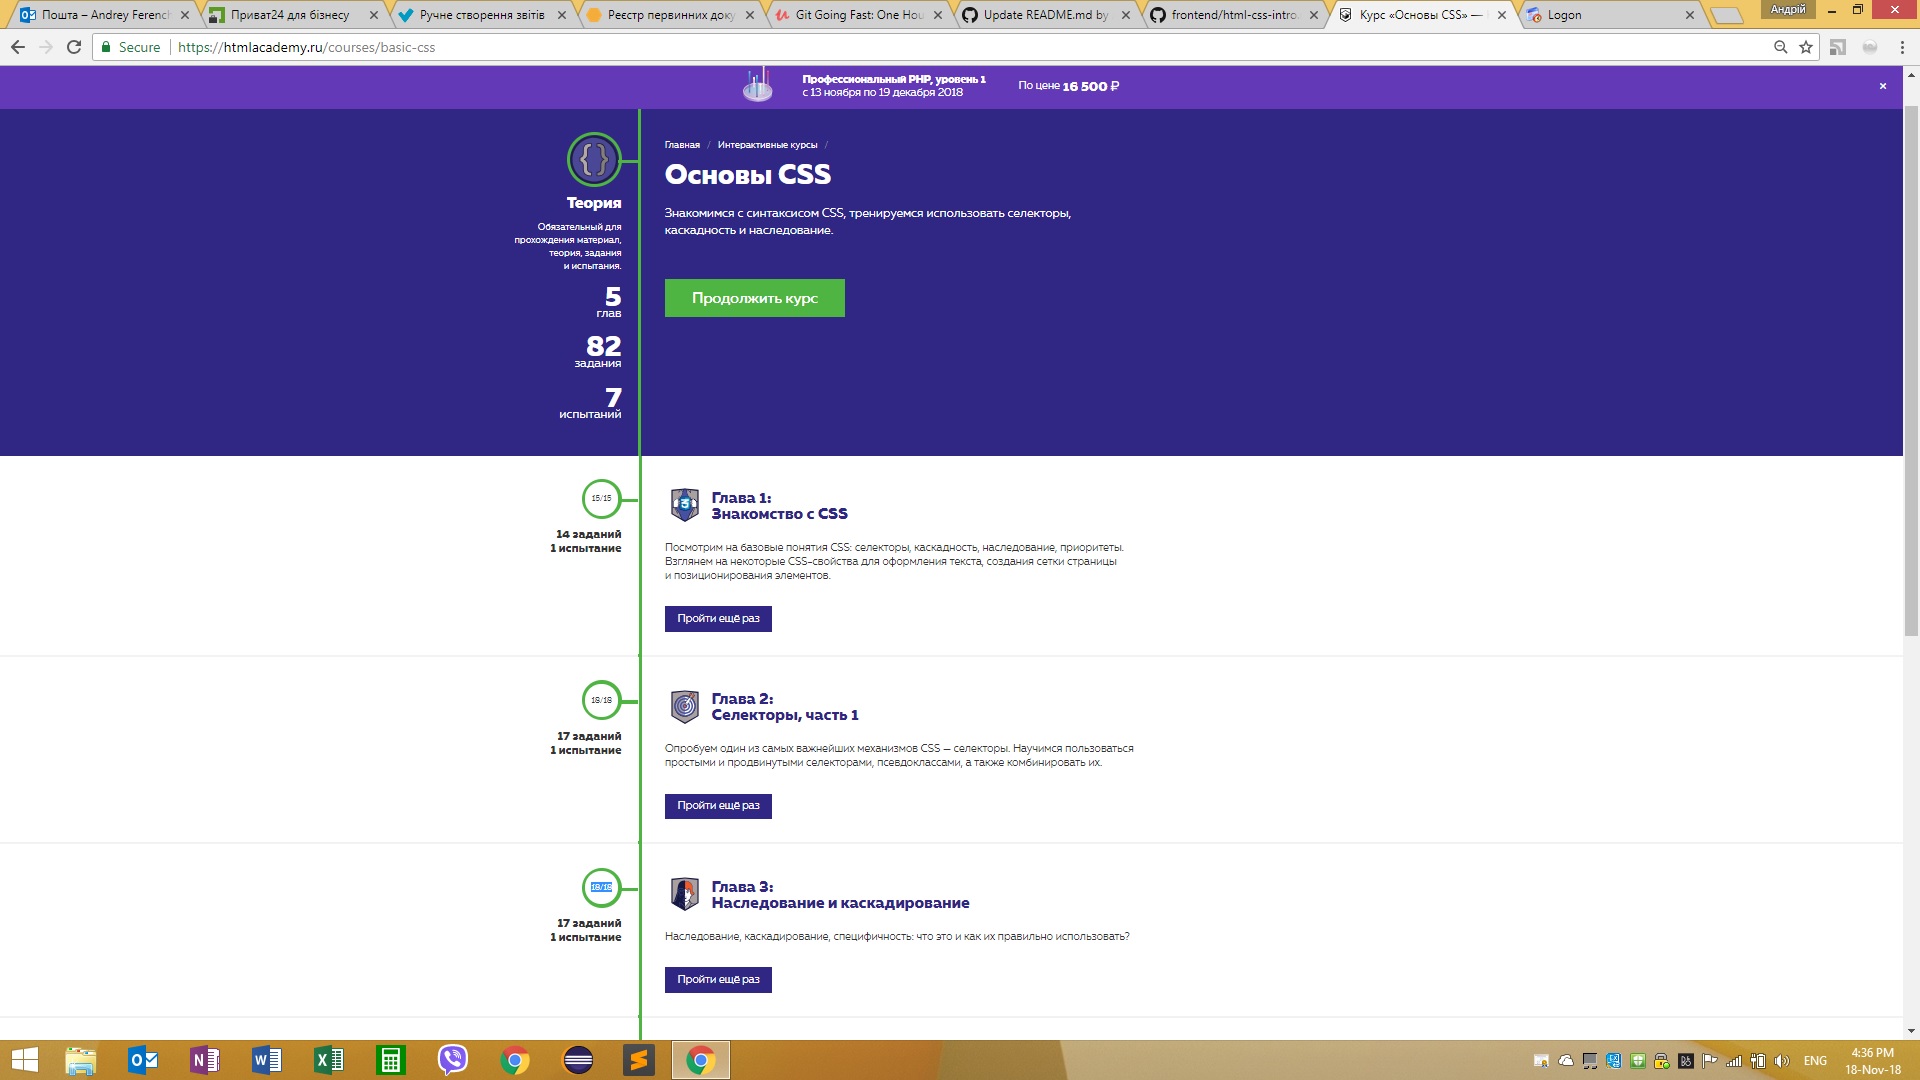 Пошта – Andrey Ferench
Приват24 для бізнесу
Ручне створення звітів
Реєстр первинних доку
Git Going Fast: One Hou
Update README.md by
frontend/html-css-intro.
Курс «Основы CSS» —
Logon
Андрій
Secure
https://htmlacademy.ru/courses/basic-css
Профессиональный PHP, уровень 1
с 13 ноября по 19 декабря 2018
По цене 16 500 ₽
×
{}
Теория
Обязательный для
прохождения материал,
теория, задания
и испытания.
5
глав
82
задания
7
испытаний
Главная / Интерактивные курсы /
Основы CSS
Знакомимся с синтаксисом CSS, тренируемся использовать селекторы,
каскадность и наследование.
Продолжить курс
15/15
14 заданий
1 испытание
Глава 1:
Знакомство с CSS
Посмотрим на базовые понятия CSS: селекторы, каскадность, наследование, приоритеты.
Взглянем на некоторые CSS-свойства для оформления текста, создания сетки страницы
и позиционирования элементов.
Пройти ещё раз
18/18
17 заданий
1 испытание
Глава 2:
Селекторы, часть 1
Опробуем один из самых важнейших механизмов CSS — селекторы. Научимся пользоваться
простыми и продвинутыми селекторами, псевдоклассами, а также комбинировать их.
Пройти ещё раз
18/18
17 заданий
1 испытание
Глава 3:
Наследование и каскадирование
Наследование, каскадирование, специфичность: что это и как их правильно использовать?
Пройти ещё раз
ENG
4:36 PM
18-Nov-18